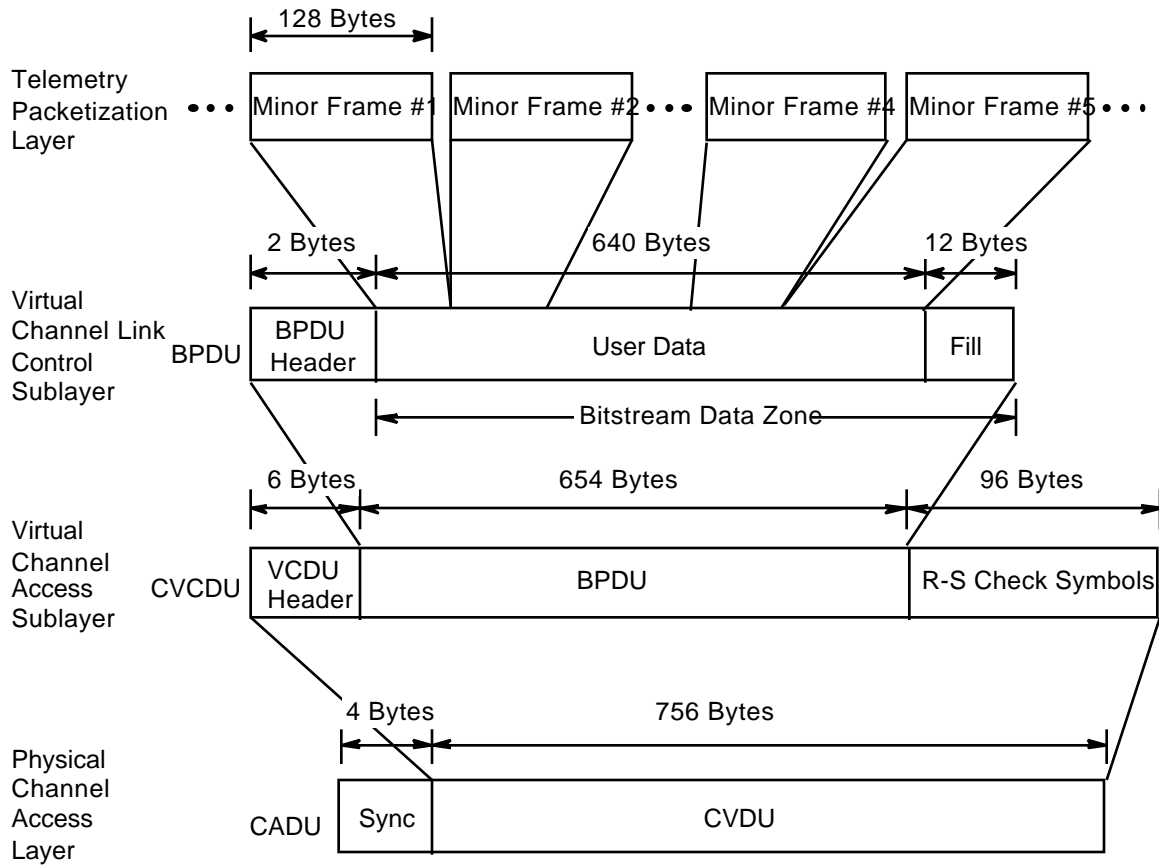 128 Bytes
Telemetry
Packetization
Layer
Minor Frame #1
Minor Frame #2
Minor Frame #4
Minor Frame #5
2 Bytes
640 Bytes
12 Bytes
Virtual
Channel Link
Control
Sublayer
BPDU
BPDU
Header
User Data
Fill
Bitstream Data Zone
6 Bytes
654 Bytes
96 Bytes
Virtual
Channel
Access
Sublayer
CVCDU
VCDU
Header
BPDU
R-S Check Symbols
4 Bytes
756 Bytes
Physical
Channel
Access
Layer
CADU
Sync
CVDU